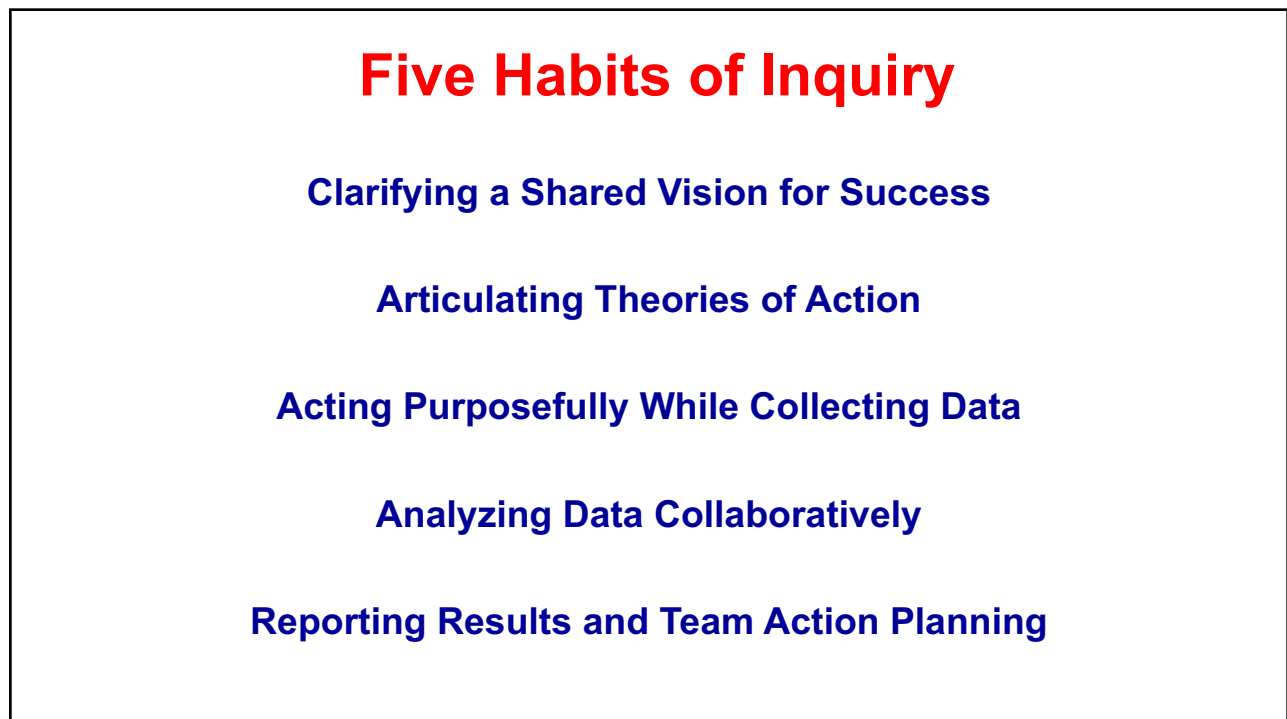 Five Habits of Inquiry
Clarifying a Shared Vision for Success
Articulating Theories of Action
Acting Purposefully While Collecting Data
Analyzing Data Collaboratively
Reporting Results and Team Action Planning